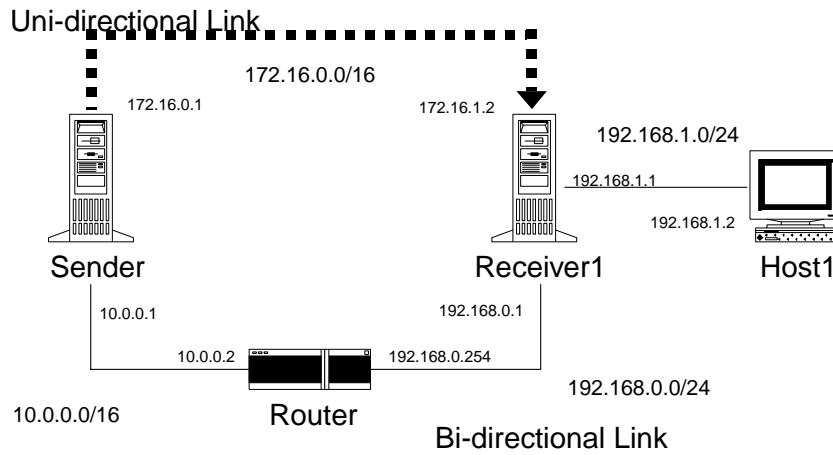 Uni-directional Link
172.16.0.0/16
172.16.0.1
172.16.1.2
192.168.1.0/24
192.168.1.1
192.168.1.2
Sender
Receiver1
Host1
10.0.0.1
192.168.0.1
10.0.0.2
192.168.0.254
192.168.0.0/24
10.0.0.0/16
Router
Bi-directional Link